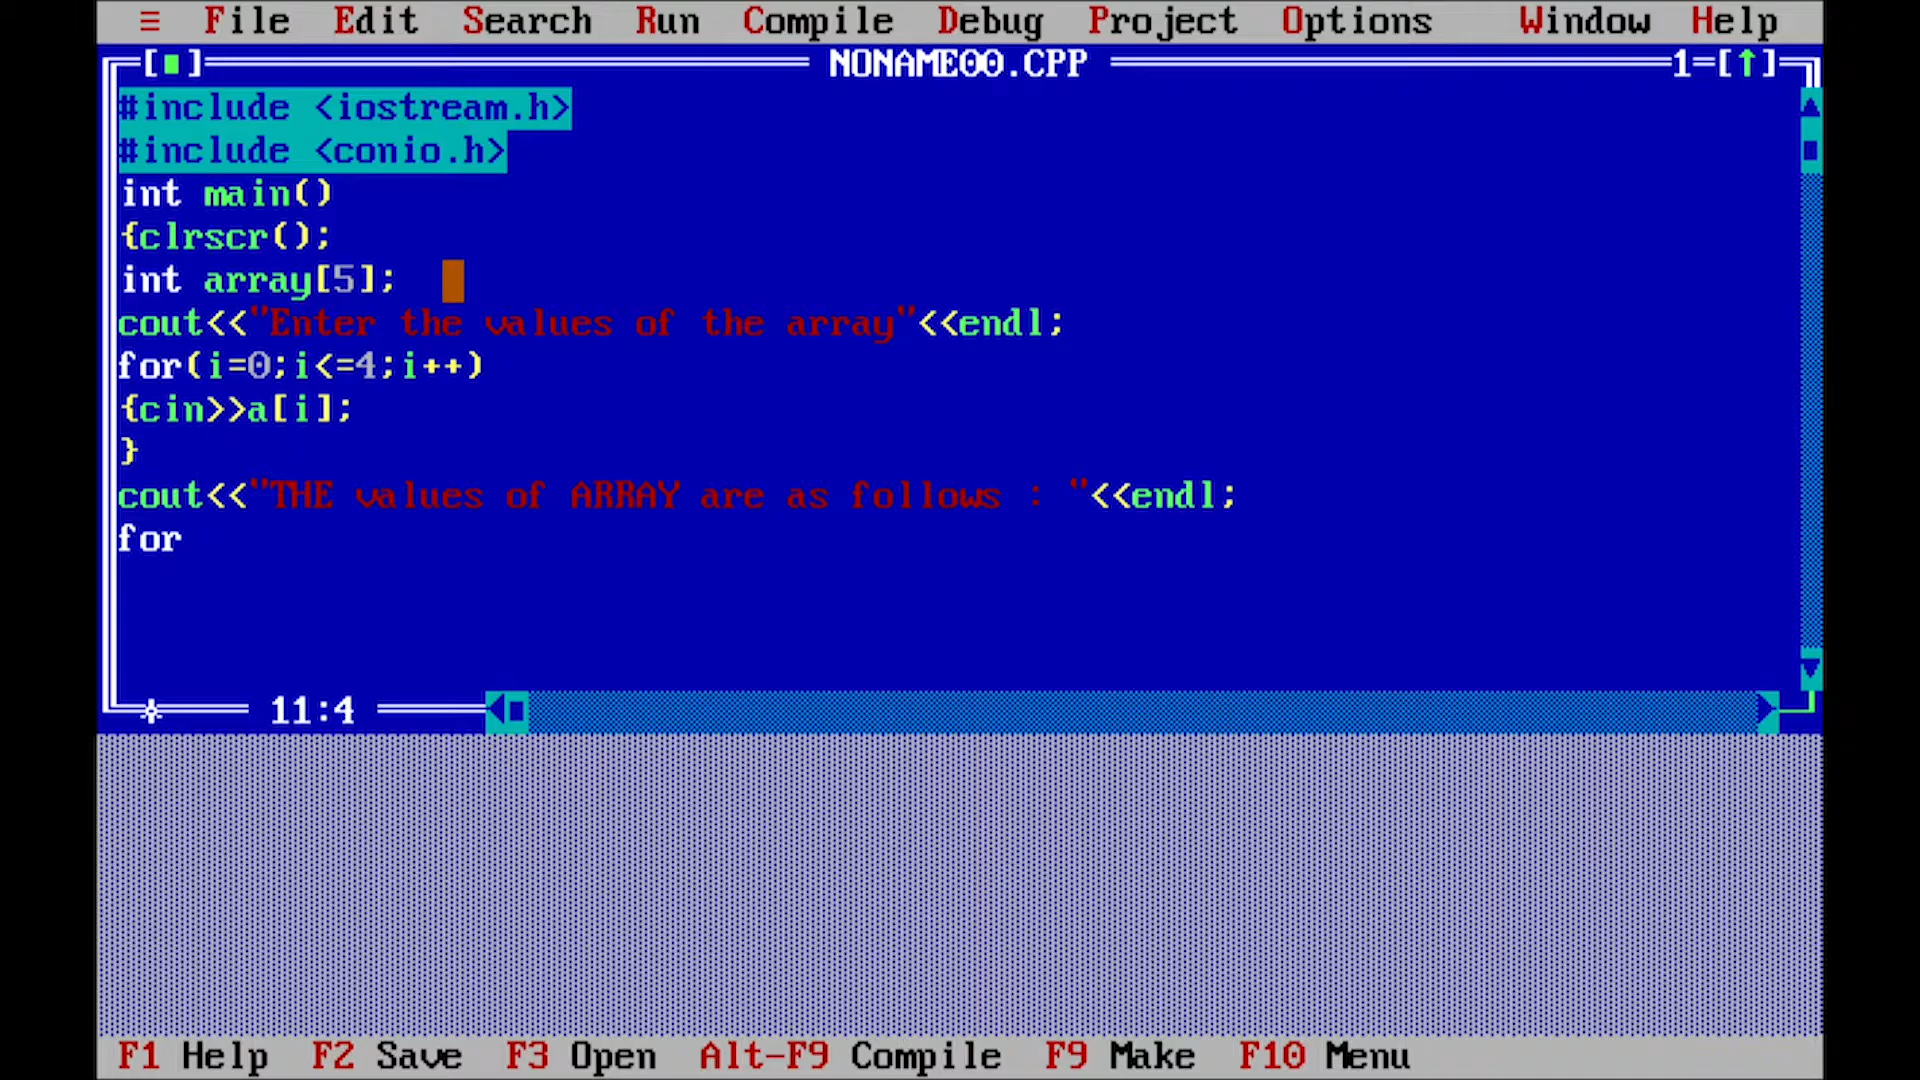 ≡ File Edit Search Run Compile Debug Project Options Window Help
[■] NONAME00.CPP 1=[↑]
#include <iostream.h>
#include <conio.h>
int main()
{clrscr();
int array[5];
cout<<"Enter the values of the array"<<endl;
for(i=0;i<=4;i++)
{cin>>a[i];
}
cout<<"THE values of ARRAY are as follows : "<<endl;
for
11:4
F1 Help F2 Save F3 Open Alt-F9 Compile F9 Make F10 Menu